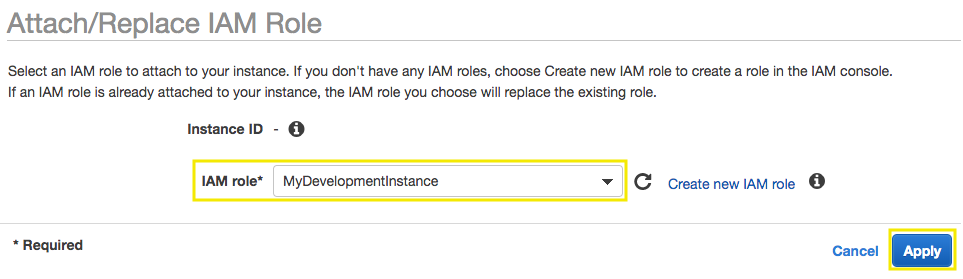 Attach/Replace IAM Role
Select an IAM role to attach to your instance. If you don't have any IAM roles, choose Create new IAM role to create a role in the IAM console.
If an IAM role is already attached to your instance, the IAM role you choose will replace the existing role.
Instance ID -
IAM role* MyDevelopmentInstance Create new IAM role
* Required
Cancel Apply